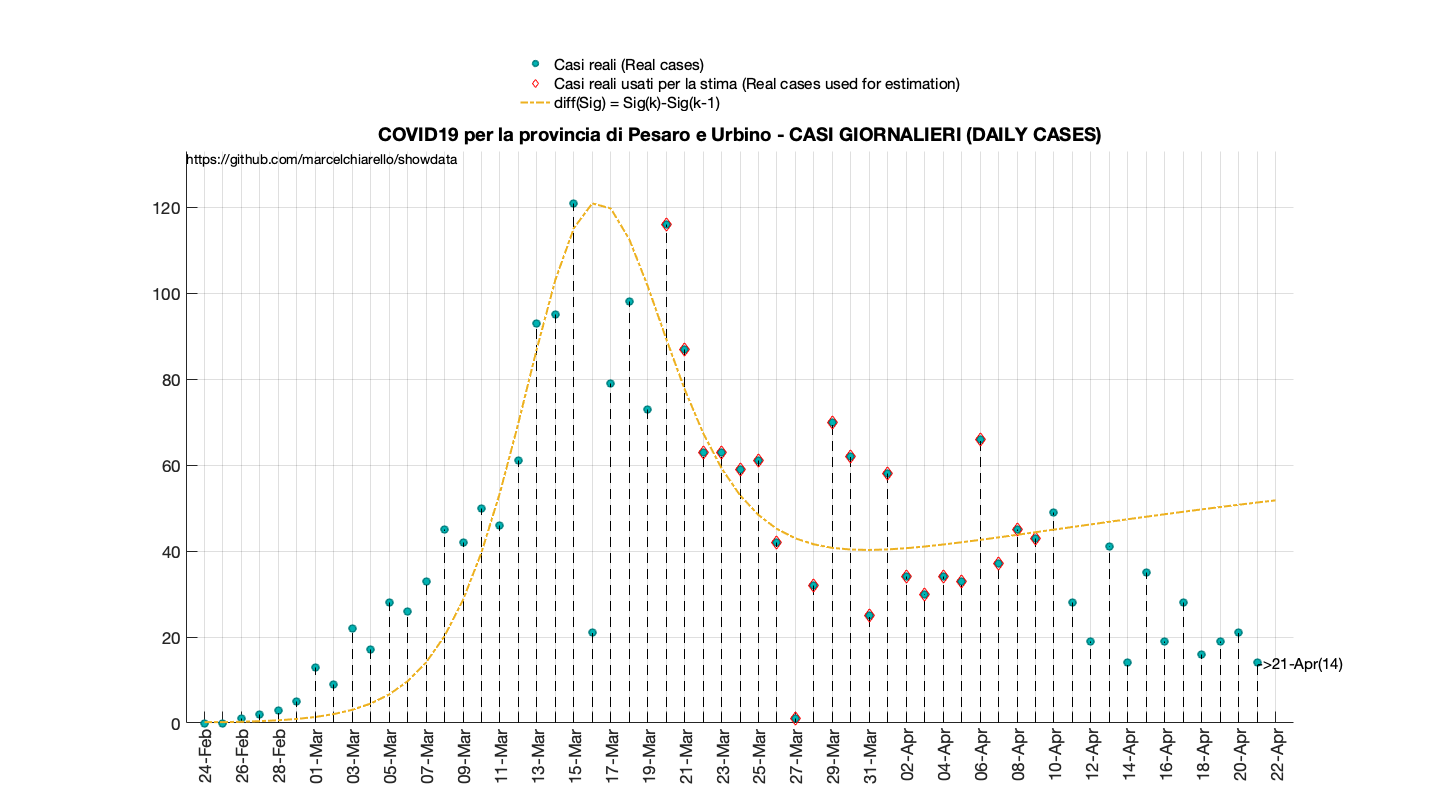 Casi reali (Real cases)
Casi reali usati per la stima (Real cases used for estimation)
diff(Sig) = Sig(k)-Sig(k-1)
COVID19 per la provincia di Pesaro e Urbino - CASI GIORNALIERI (DAILY CASES)
https://github.com/marcelchiarello/showdata
120
100
80
60
40
20
0
->21-Apr(14)
24-Feb
26-Feb
28-Feb
01-Mar
03-Mar
05-Mar
07-Mar
09-Mar
11-Mar
13-Mar
15-Mar
17-Mar
19-Mar
21-Mar
23-Mar
25-Mar
27-Mar
29-Mar
31-Mar
02-Apr
04-Apr
06-Apr
08-Apr
10-Apr
12-Apr
14-Apr
16-Apr
18-Apr
20-Apr
22-Apr